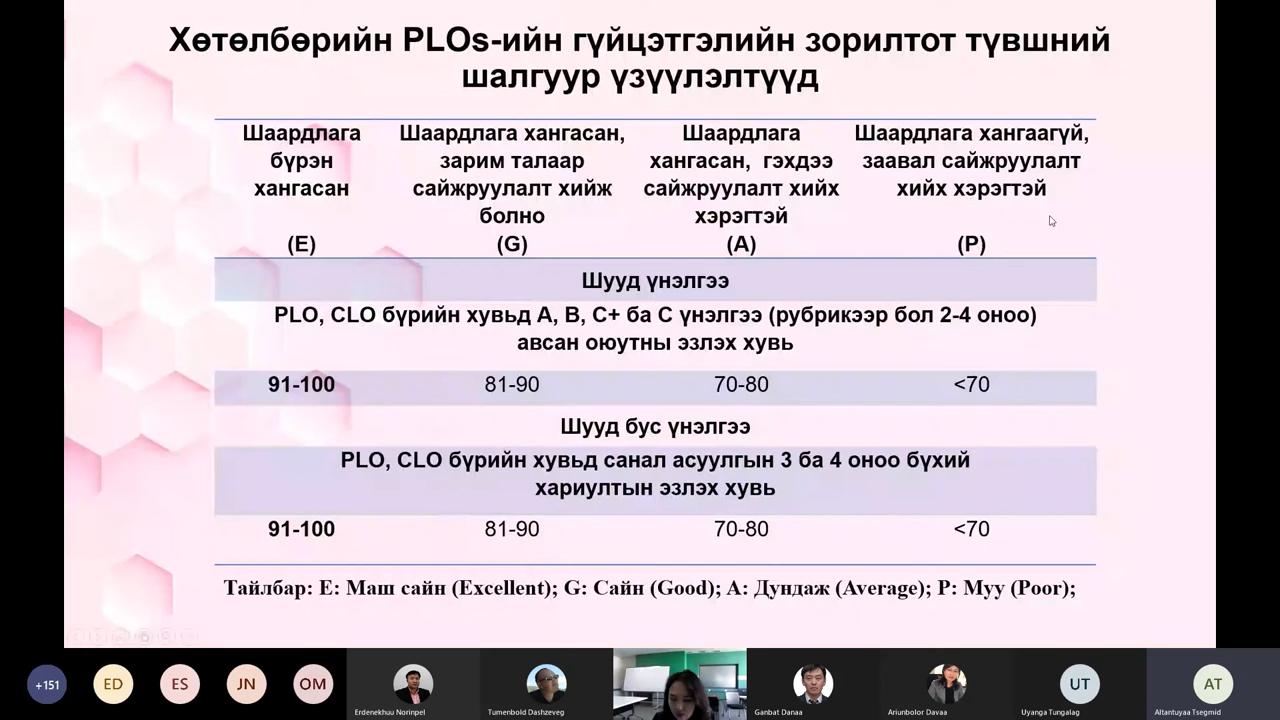 Хөтөлбөрийн PLOs-ийн гүйцэтгэлийн зорилтот түвшний
шалгуур үзүүлэлтүүд
Шаардлага
бүрэн
хангасан
(E)
Шаардлага хангасан,
зарим талаар
сайжруулалт хийж
болно
(G)
Шаардлага
хангасан, гэхдээ
сайжруулалт хийх
хэрэгтэй
(A)
Шаардлага хангаагүй,
заавал сайжруулалт
хийх хэрэгтэй
(P)
Шууд үнэлгээ
PLO, CLO бүрийн хувьд A, B, C+ ба C үнэлгээ (рубрикээр бол 2-4 оноо)
авсан оюутны эзлэх хувь
91-100 81-90 70-80 <70
Шууд бус үнэлгээ
PLO, CLO бүрийн хувьд санал асуулгын 3 ба 4 оноо бүхий
хариултын эзлэх хувь
91-100 81-90 70-80 <70
Тайлбар: E: Маш сайн (Excellent); G: Сайн (Good); A: Дундаж (Average); P: Муу (Poor);
+151 ED ES JN OM UT AT
Erdenekhuu Norinpel Tumenbold Dashzeveg Ganbat Danaa Ariunbolor Davaa Uyanga Tungalag Altantuyaa Tsegmid